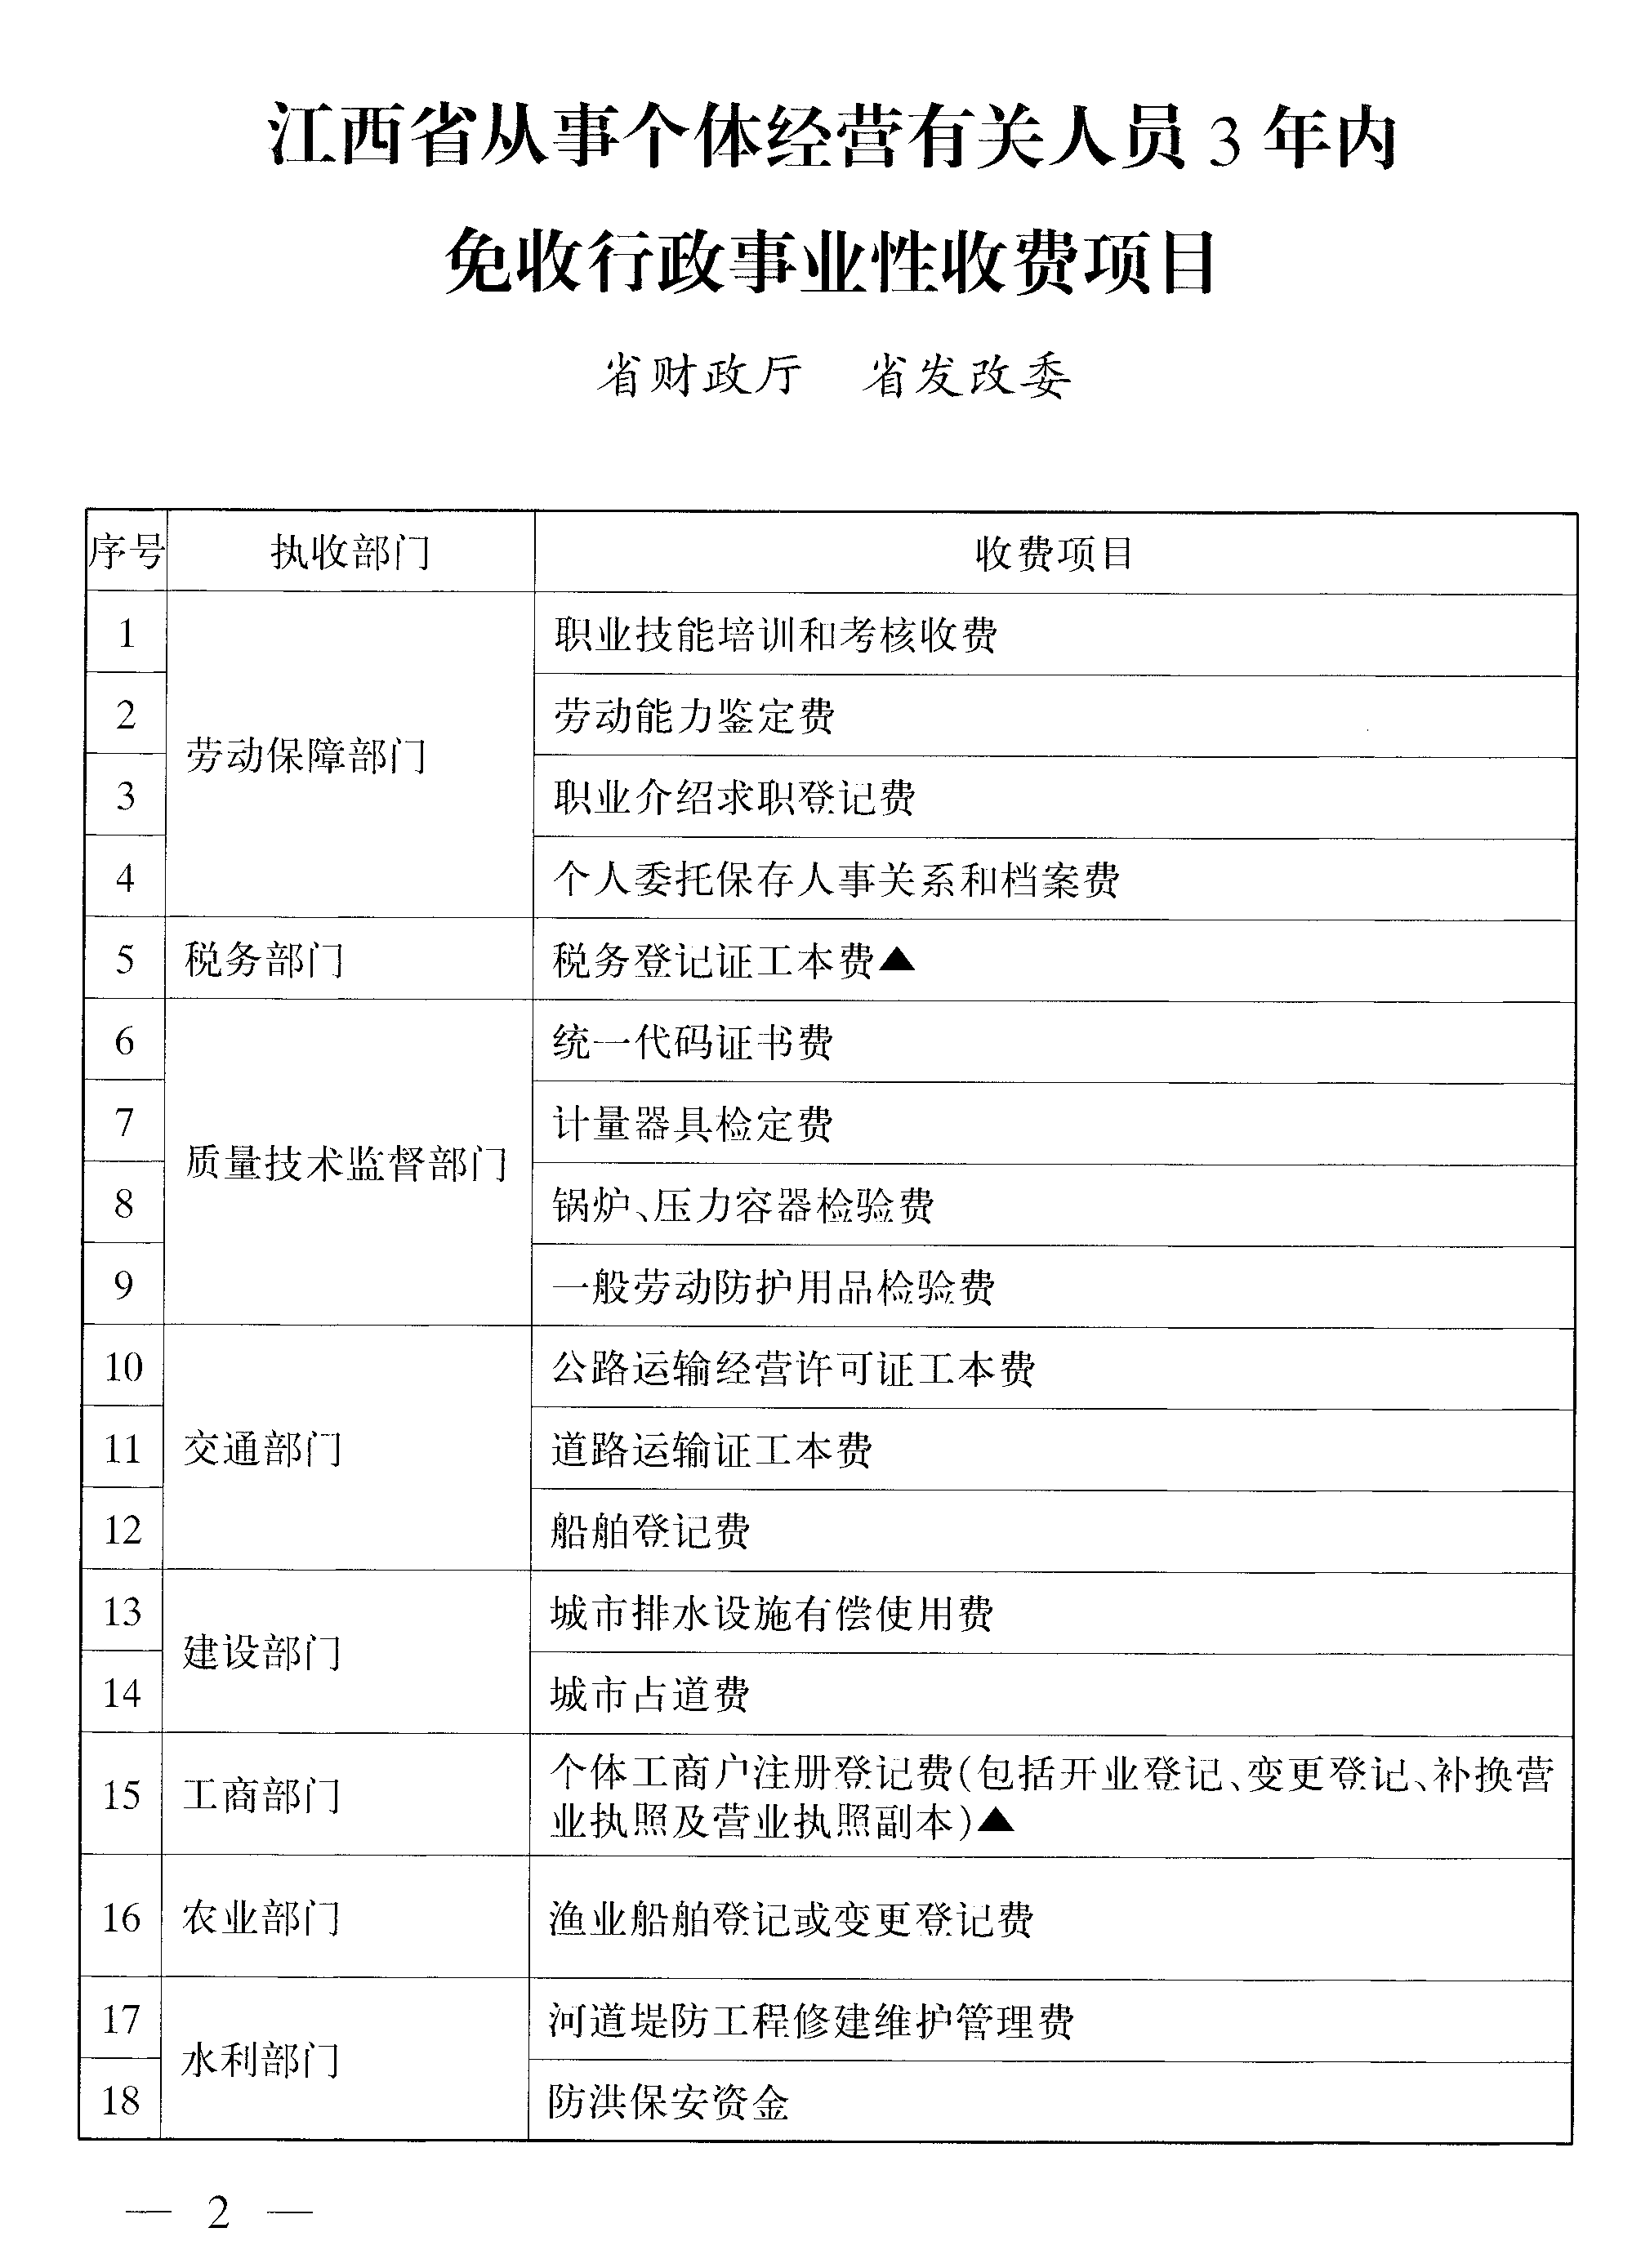 江西省从事个体经营有关人员3年内
免收行政事业性收费项目
省财政厅　省发改委
序号 执收部门 收费项目
1 劳动保障部门 职业技能培训和考核收费
2 劳动能力鉴定费
3 职业介绍求职登记费
4 个人委托保存人事关系和档案费
5 税务部门 税务登记证工本费▲
6 质量技术监督部门 统一代码证书费
7 计量器具检定费
8 锅炉、压力容器检验费
9 一般劳动防护用品检验费
10 交通部门 公路运输经营许可证工本费
11 道路运输证工本费
12 船舶登记费
13 建设部门 城市排水设施有偿使用费
14 城市占道费
15 工商部门 个体工商户注册登记费(包括开业登记、变更登记、补换营
业执照及营业执照副本)▲
16 农业部门 渔业船舶登记或变更登记费
17 水利部门 河道堤防工程修建维护管理费
18 防洪保安资金
— 2 —